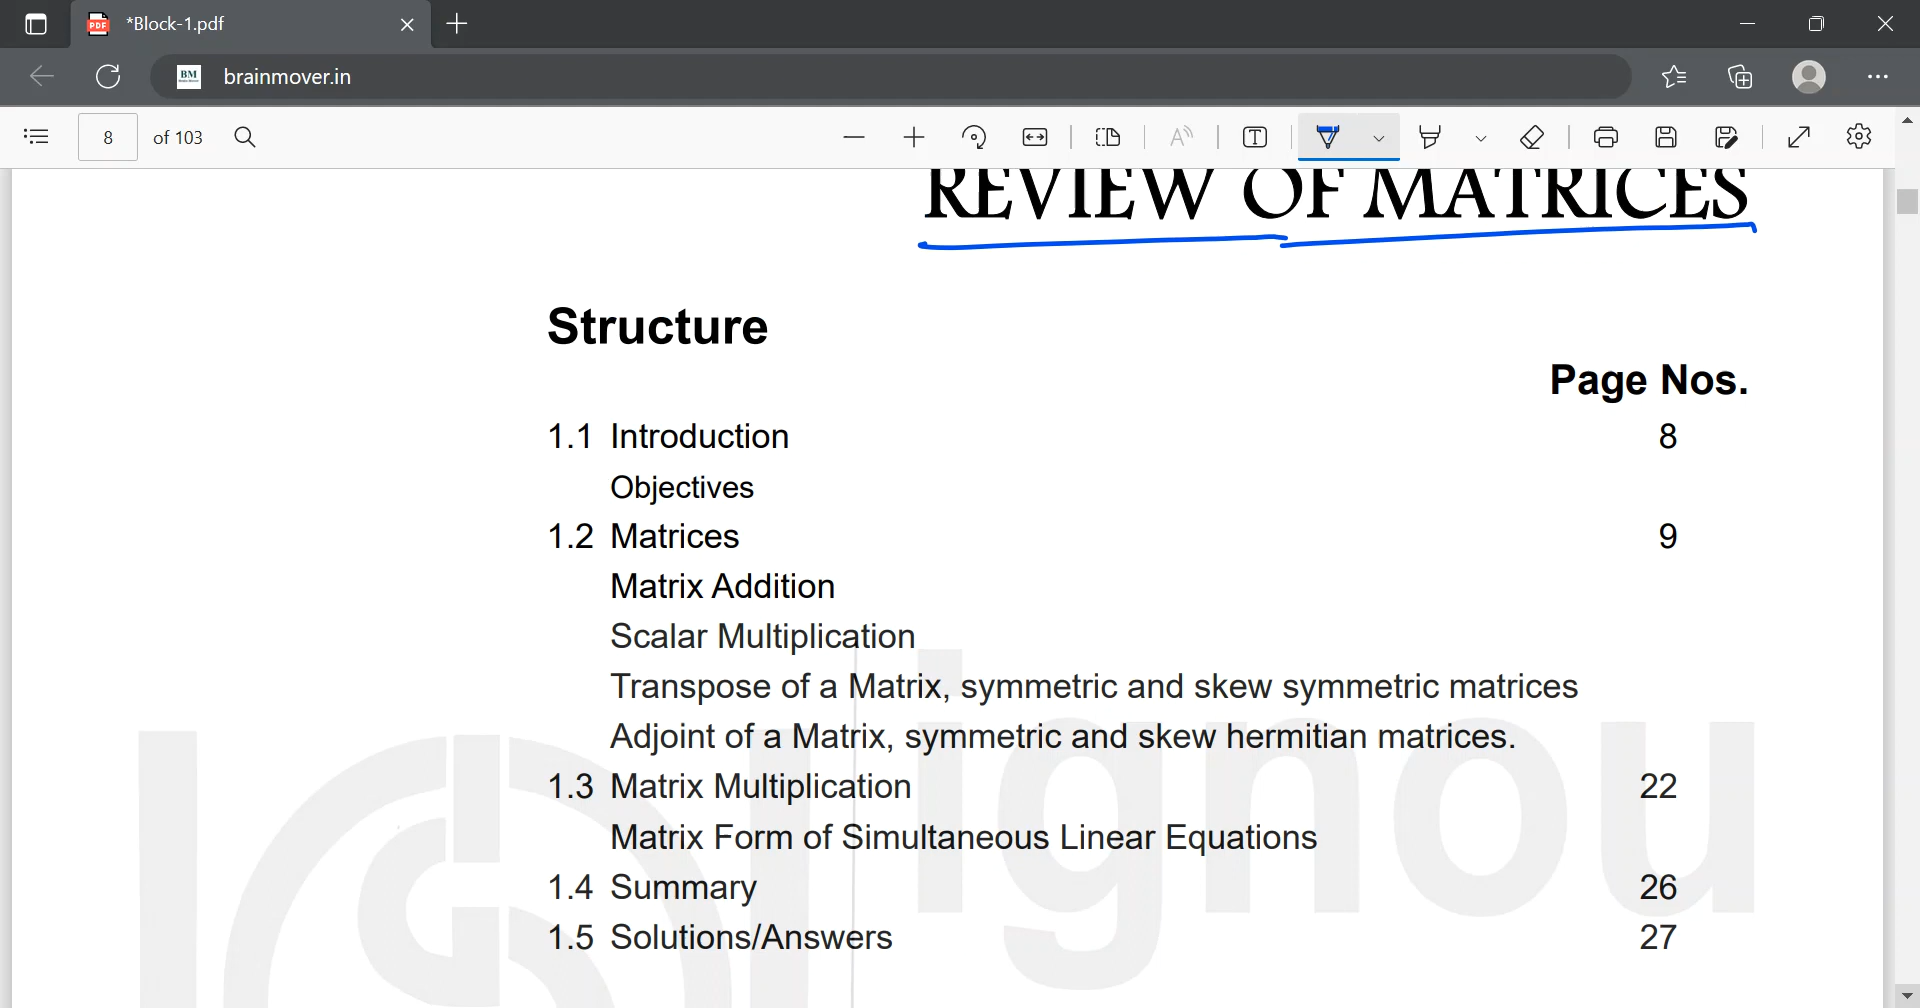 *Block-1.pdf
BM
brainmover.in
8 of 103
REVIEW OF MATRICES
Structure
Page Nos.
1.1 Introduction 8
Objectives
1.2 Matrices 9
Matrix Addition
Scalar Multiplication
Transpose of a Matrix, symmetric and skew symmetric matrices
Adjoint of a Matrix, symmetric and skew hermitian matrices.
1.3 Matrix Multiplication 22
Matrix Form of Simultaneous Linear Equations
1.4 Summary 26
1.5 Solutions/Answers 27
ignou